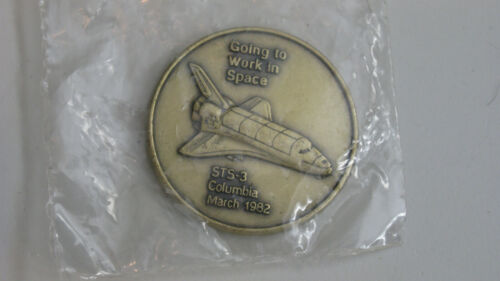 Going to
Work in
Space
STS-3
Columbia
March 1982